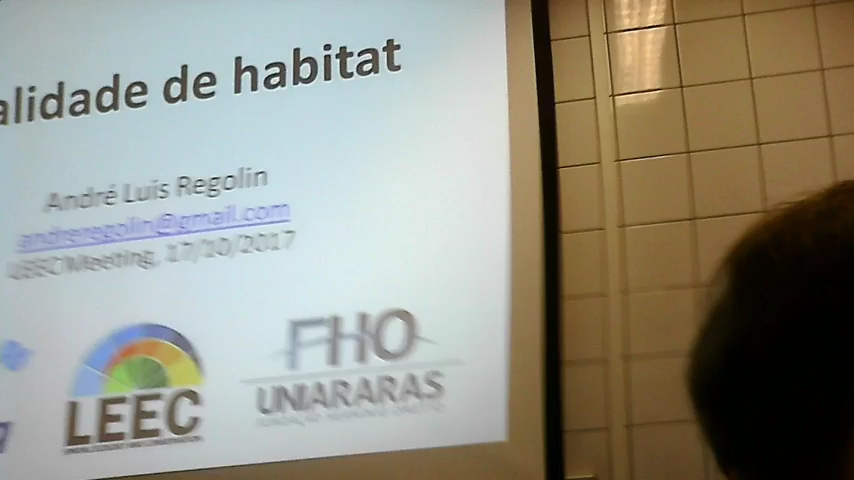 alidade de habitat
André Luis Regolin
andreregolin@gmail.com
LEEC Meeting, 17/10/2017
LEEC
FHO
UNIARARAS